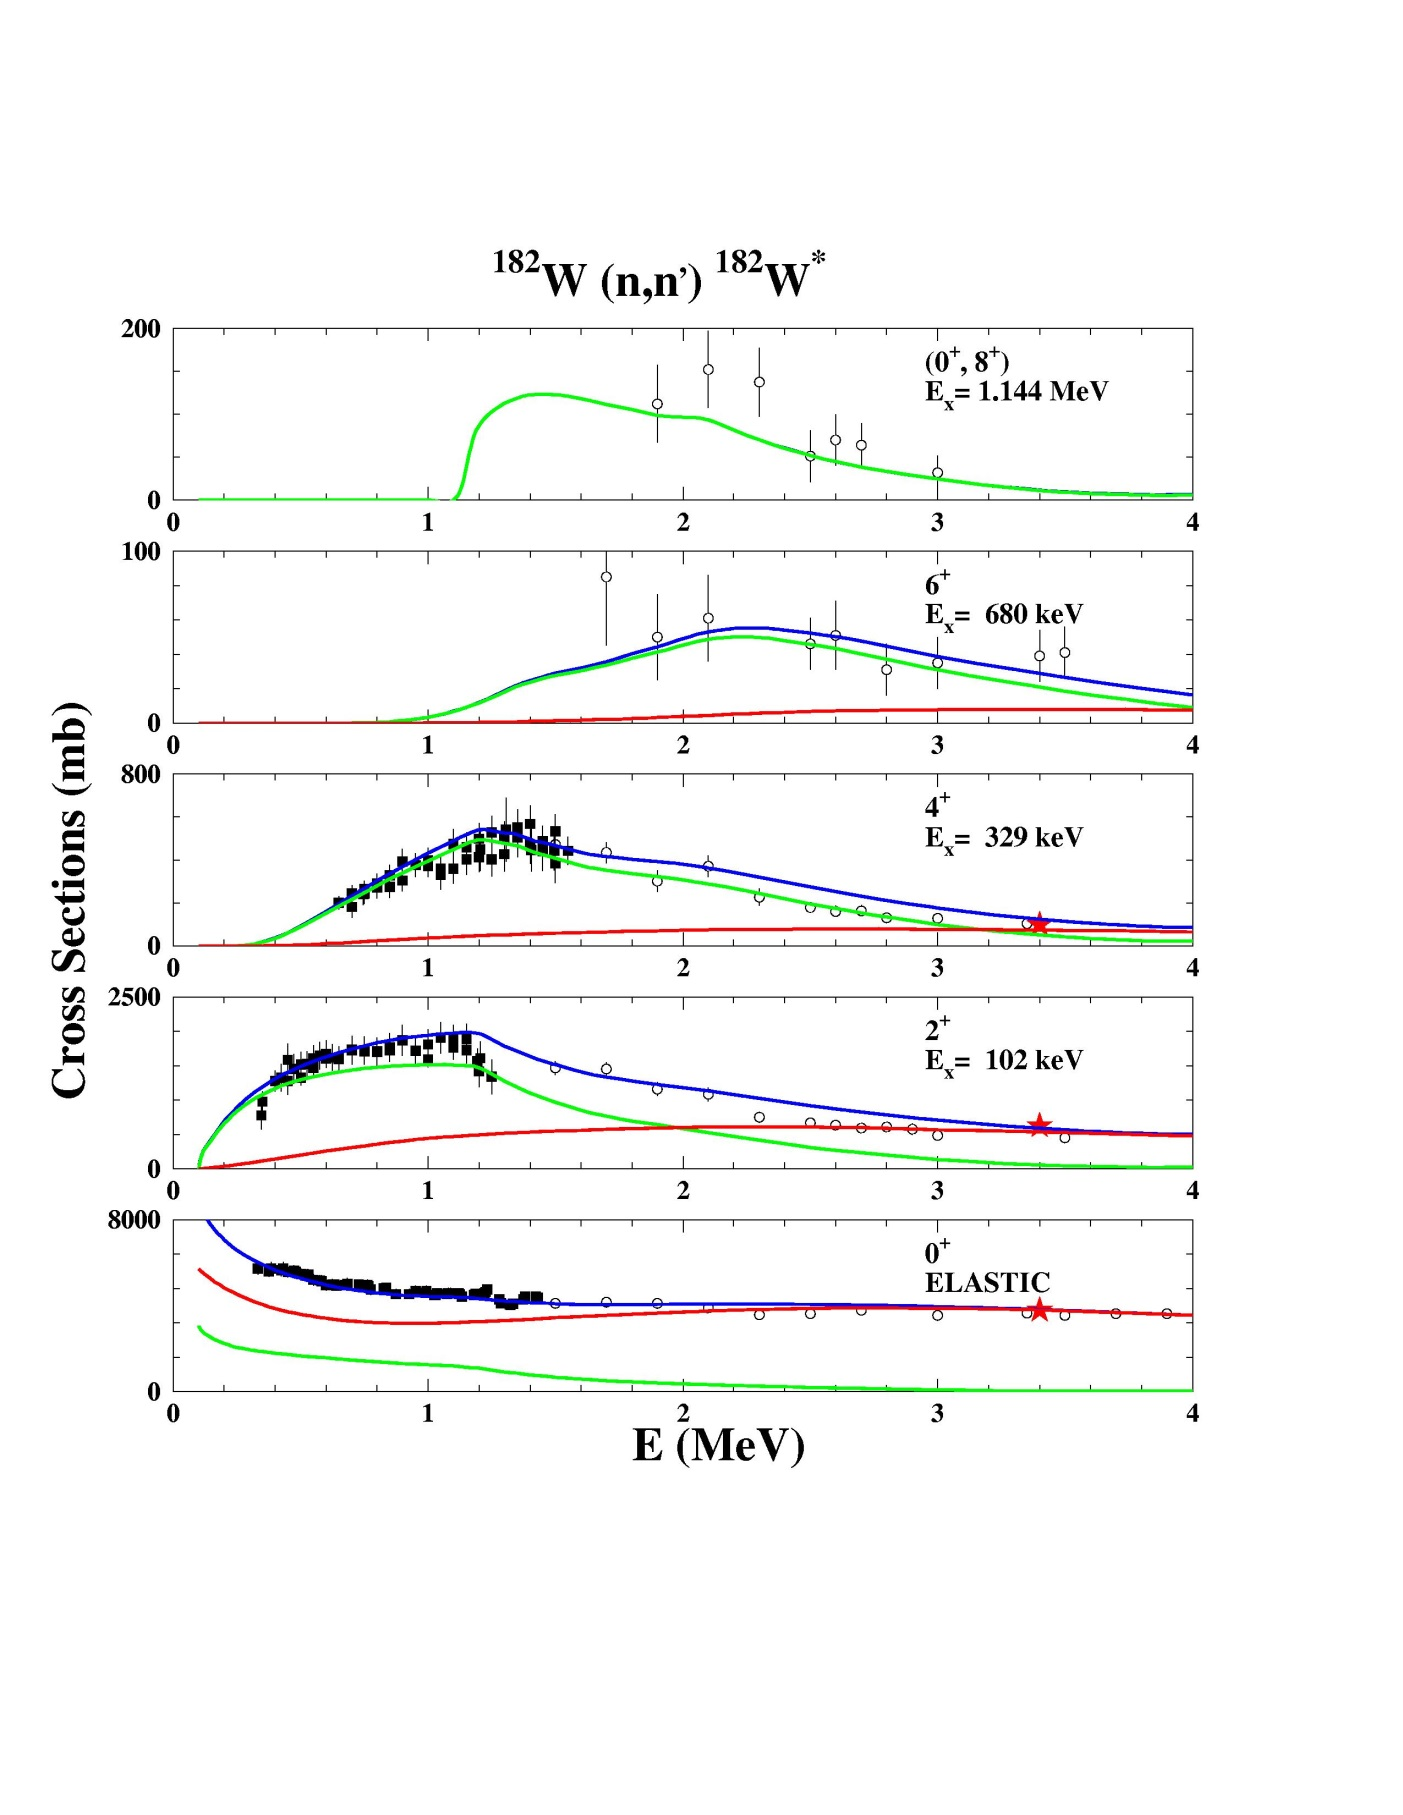 ¹⁸²W (n,n’) ¹⁸²W*
Cross Sections (mb)
200
(0⁺, 8⁺)
Eₓ= 1.144 MeV
0
0 1 2 3 4
100
6⁺
Eₓ= 680 keV
0
0 1 2 3 4
800
4⁺
Eₓ= 329 keV
0
0 1 2 3 4
2500
2⁺
Eₓ= 102 keV
0
0 1 2 3 4
8000
0⁺
ELASTIC
0
0 1 2 3 4
E (MeV)